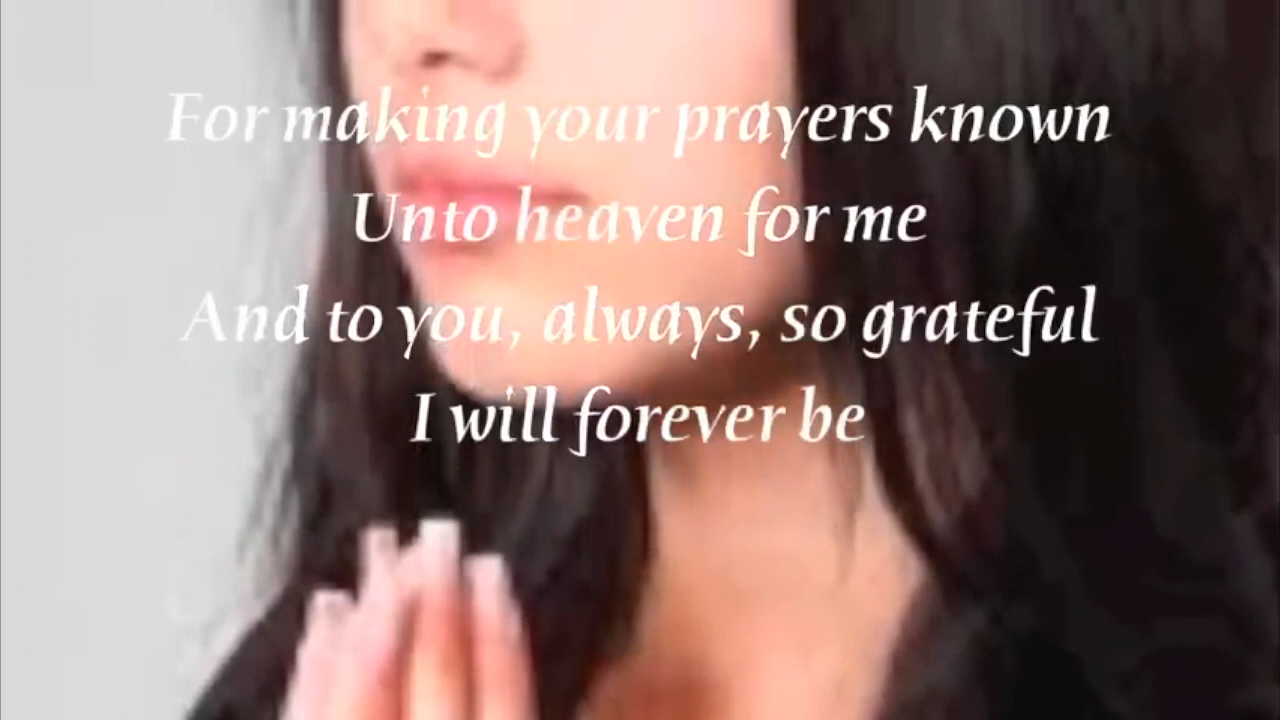 For making your prayers known
Unto heaven for me
And to you, always, so grateful
I will forever be